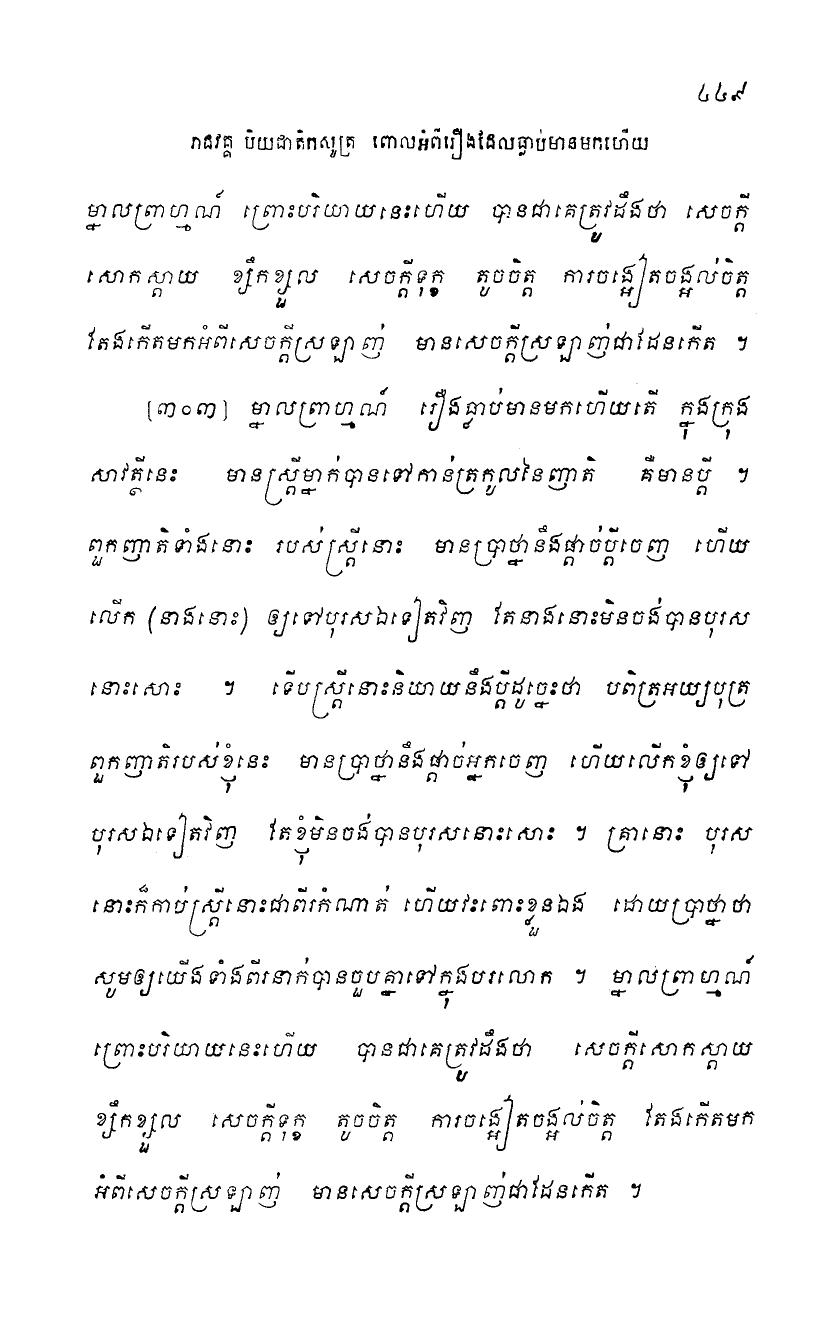 ៤៤៩
រាជវគ្គ បិយជាតិកសូត្រ ពោលអំពីរឿងដែលធ្លាប់មានមកហើយ
ម្នាលព្រាហ្មណ៍ ព្រោះបរិយាយនេះហើយ បានជាគេត្រូវដឹងថា សេចក្តី
សោកស្តាយ ខ្សឹកខ្សួល សេចក្តីទុក្ខ តូចចិត្ត ការចង្អៀតចង្អល់ចិត្ត
តែងកើតមកអំពីសេចក្តីស្រឡាញ់ មានសេចក្តីស្រឡាញ់ជាដែនកើត ។
[៣០៣] ម្នាលព្រាហ្មណ៍ រឿងធ្លាប់មានមកហើយតើ ក្នុងក្រុង
សាវត្ថីនេះ មានស្ត្រីម្នាក់បានទៅកាន់ត្រកូលនៃញាតិ គឺមានប្តី ។
ពួកញាតិទាំងនោះ របស់ស្ត្រីនោះ មានប្រាថ្នានឹងផ្តាច់ប្តីចេញ ហើយ
លើក (នាងនោះ) ឲ្យទៅបុរសឯទៀតវិញ តែនាងនោះមិនចង់បានបុរស
នោះសោះ ។ ទើបស្ត្រីនោះនិយាយនឹងប្តីដូច្នេះថា បពិត្រអយ្យបុត្រ
ពួកញាតិរបស់ខ្ញុំនេះ មានប្រាថ្នានឹងផ្តាច់អ្នកចេញ ហើយលើកខ្ញុំឲ្យទៅ
បុរសឯទៀតវិញ តែខ្ញុំមិនចង់បានបុរសនោះសោះ ។ គ្រានោះ បុរស
នោះក៏កាប់ស្ត្រីនោះជាពីរកំណាត់ ហើយវះពោះខ្លួនឯង ដោយប្រាថ្នាថា
សូមឲ្យយើងទាំងពីរនាក់បានចួបគ្នាទៅក្នុងបរលោក ។ ម្នាលព្រាហ្មណ៍
ព្រោះបរិយាយនេះហើយ បានជាគេត្រូវដឹងថា សេចក្តីសោកស្តាយ
ខ្សឹកខ្សួល សេចក្តីទុក្ខ តូចចិត្ត ការចង្អៀតចង្អល់ចិត្ត តែងកើតមក
អំពីសេចក្តីស្រឡាញ់ មានសេចក្តីស្រឡាញ់ជាដែនកើត ។